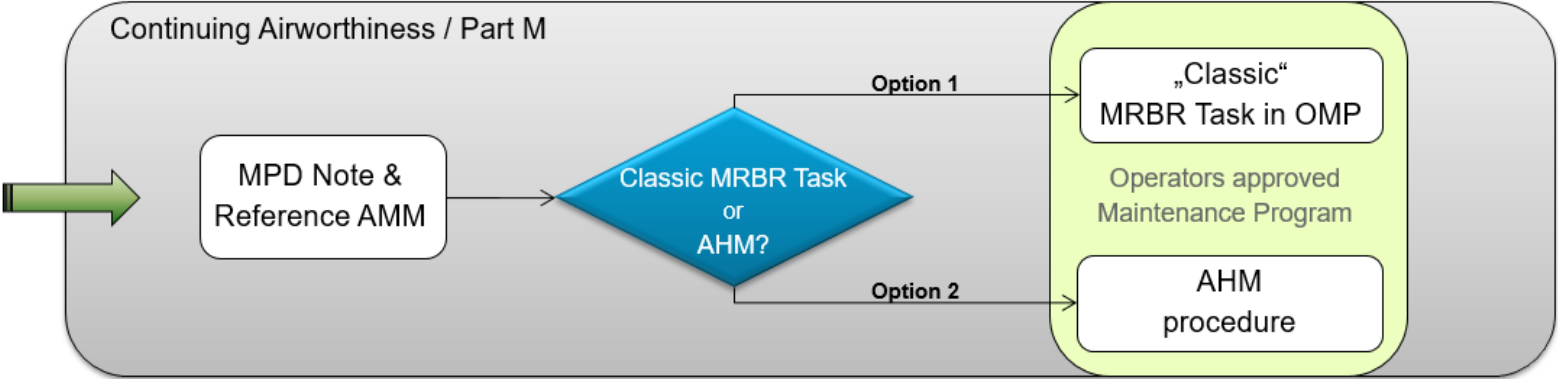 Continuing Airworthiness / Part M
MPD Note &
Reference AMM
Classic MRBR Task
or
AHM?
Option 1
Option 2
„Classic“
MRBR Task in OMP
Operators approved
Maintenance Program
AHM
procedure